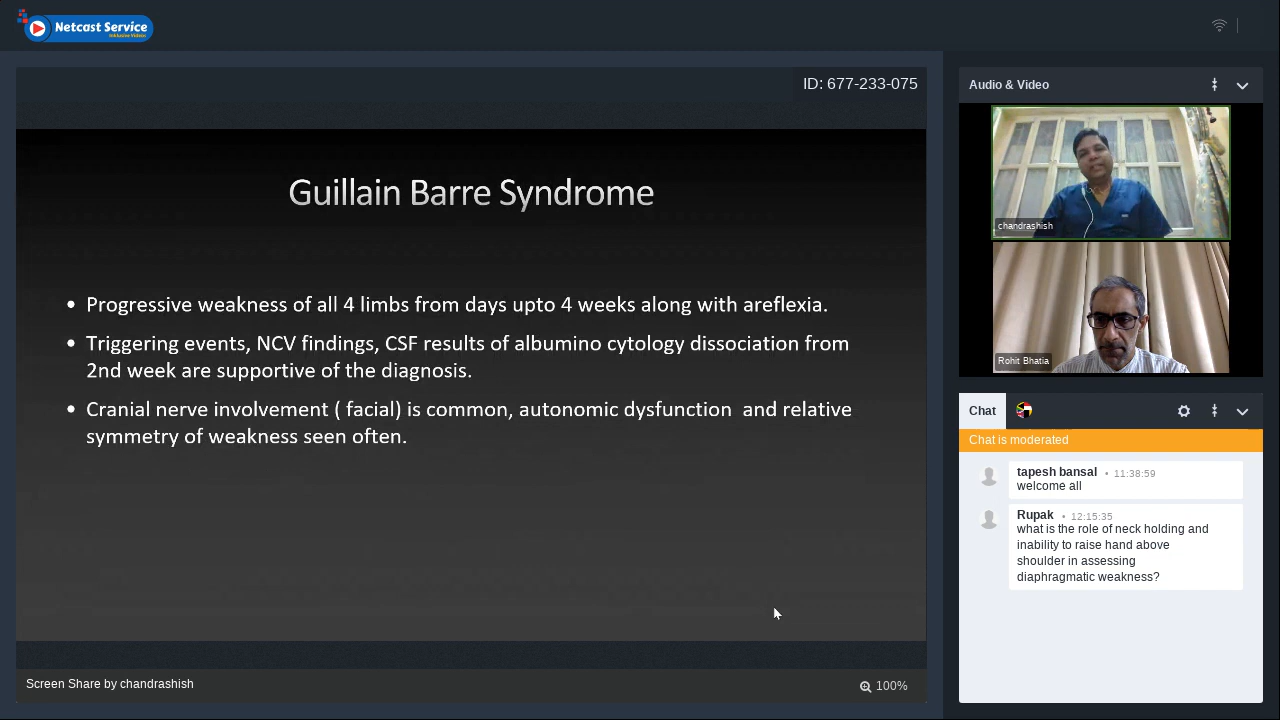 Netcast Service
ID: 677-233-075
Guillain Barre Syndrome
• Progressive weakness of all 4 limbs from days upto 4 weeks along with areflexia.
• Triggering events, NCV findings, CSF results of albumino cytology dissociation from
2nd week are supportive of the diagnosis.
• Cranial nerve involvement ( facial) is common, autonomic dysfunction  and relative
symmetry of weakness seen often.
Screen Share by chandrashish
100%
Audio & Video
chandrashish
Rohit Bhatia
Chat
Chat is moderated
tapesh bansal • 11:38:59
welcome all
Rupak • 12:15:35
what is the role of neck holding and
inability to raise hand above
shoulder in assessing
diaphragmatic weakness?